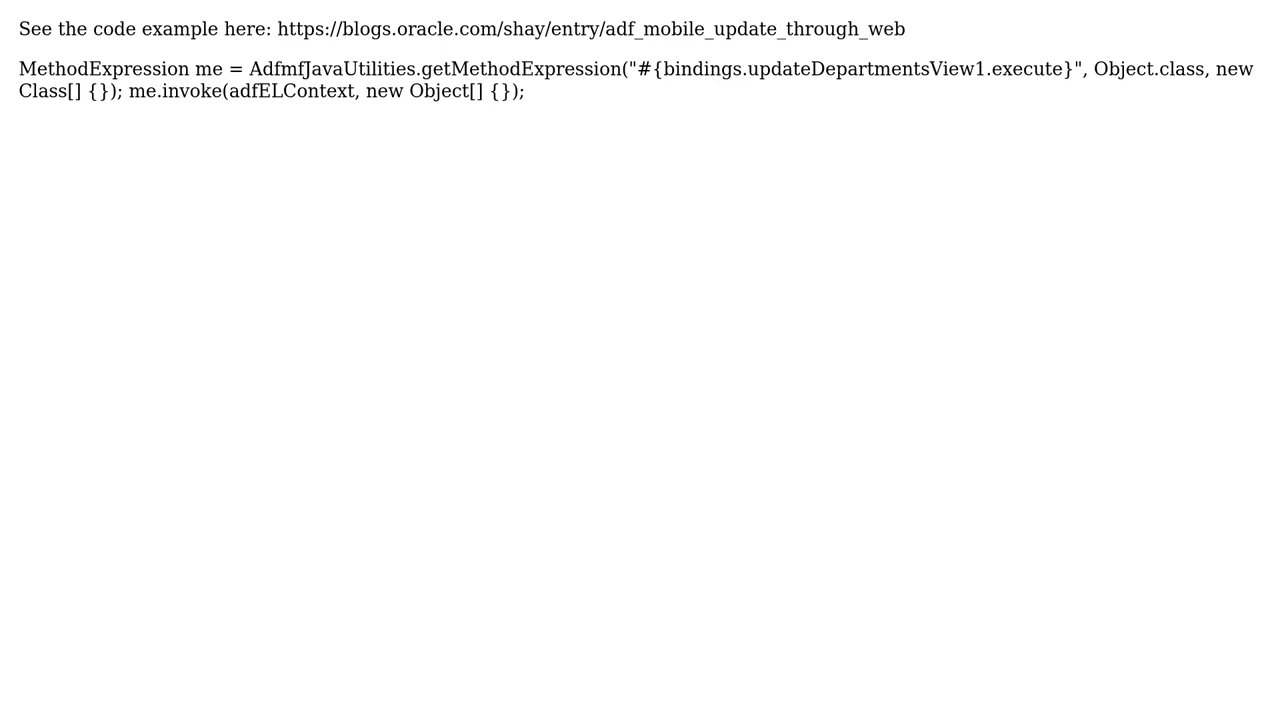 See the code example here: https://blogs.oracle.com/shay/entry/adf_mobile_update_through_web
MethodExpression me = AdfmfJavaUtilities.getMethodExpression("#{bindings.updateDepartmentsView1.execute}", Object.class, new
Class[] {}); me.invoke(adfELContext, new Object[] {});